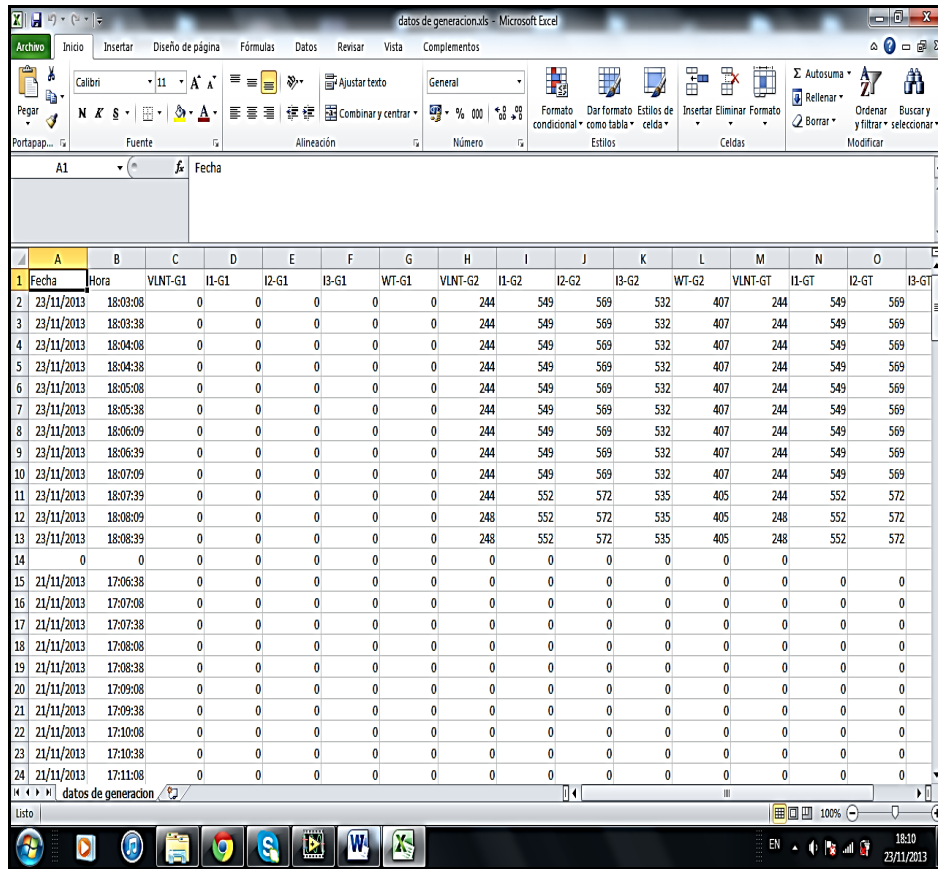 datos de generacion.xls - Microsoft Excel
Archivo Inicio Insertar Diseño de página Fórmulas Datos Revisar Vista Complementos
Calibri 11 Ajustar texto General Σ Autosuma
Pegar N K S Combinar y centrar % 000 Formato condicional Dar formato como tabla Estilos de celda Insertar Eliminar Formato Rellenar Borrar Ordenar y filtrar Buscar y seleccionar
Portapap... Fuente Alineación Número Estilos Celdas Modificar
A1 fx Fecha
A B C D E F G H I J K L M N O
1 Fecha Hora VLNT-G1 I1-G1 I2-G1 I3-G1 WT-G1 VLNT-G2 I1-G2 I2-G2 I3-G2 WT-G2 VLNT-GT I1-GT I2-GT I3-GT
2 23/11/2013 18:03:08 0 0 0 0 0 244 549 569 532 407 244 549 569
3 23/11/2013 18:03:38 0 0 0 0 0 244 549 569 532 407 244 549 569
4 23/11/2013 18:04:08 0 0 0 0 0 244 549 569 532 407 244 549 569
5 23/11/2013 18:04:38 0 0 0 0 0 244 549 569 532 407 244 549 569
6 23/11/2013 18:05:08 0 0 0 0 0 244 549 569 532 407 244 549 569
7 23/11/2013 18:05:38 0 0 0 0 0 244 549 569 532 407 244 549 569
8 23/11/2013 18:06:09 0 0 0 0 0 244 549 569 532 407 244 549 569
9 23/11/2013 18:06:39 0 0 0 0 0 244 549 569 532 407 244 549 569
10 23/11/2013 18:07:09 0 0 0 0 0 244 549 569 532 407 244 549 569
11 23/11/2013 18:07:39 0 0 0 0 0 244 552 572 535 405 244 552 572
12 23/11/2013 18:08:09 0 0 0 0 0 248 552 572 535 405 248 552 572
13 23/11/2013 18:08:39 0 0 0 0 0 248 552 572 535 405 248 552 572
14 0 0 0 0 0 0 0 0 0 0 0 0 0
15 21/11/2013 17:06:38 0 0 0 0 0 0 0 0 0 0 0 0 0
16 21/11/2013 17:07:08 0 0 0 0 0 0 0 0 0 0 0 0 0
17 21/11/2013 17:07:38 0 0 0 0 0 0 0 0 0 0 0 0 0
18 21/11/2013 17:08:08 0 0 0 0 0 0 0 0 0 0 0 0 0
19 21/11/2013 17:08:38 0 0 0 0 0 0 0 0 0 0 0 0 0
20 21/11/2013 17:09:08 0 0 0 0 0 0 0 0 0 0 0 0 0
21 21/11/2013 17:09:38 0 0 0 0 0 0 0 0 0 0 0 0 0
22 21/11/2013 17:10:08 0 0 0 0 0 0 0 0 0 0 0 0 0
23 21/11/2013 17:10:38 0 0 0 0 0 0 0 0 0 0 0 0 0
24 21/11/2013 17:11:08 0 0 0 0 0 0 0 0 0 0 0 0 0
datos de generacion
Listo 100%
EN 18:10
23/11/2013